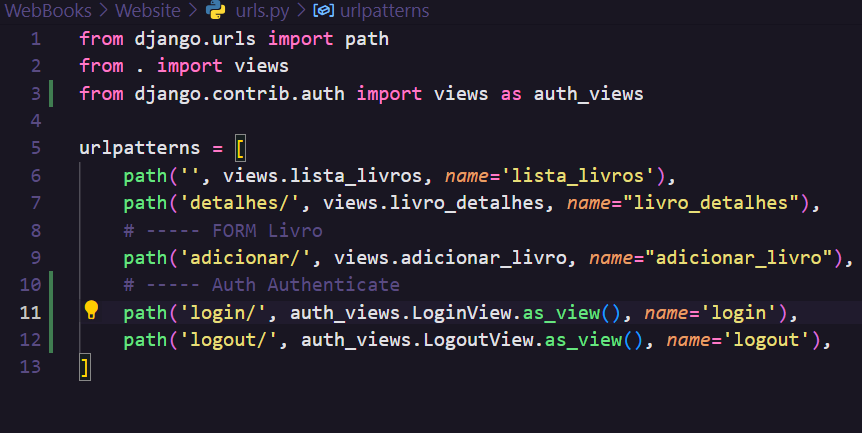 WebBooks > Website > urls.py > urlpatterns
1 from django.urls import path
2 from . import views
3 from django.contrib.auth import views as auth_views
4
5 urlpatterns = [
6     path('', views.lista_livros, name='lista_livros'),
7     path('detalhes/', views.livro_detalhes, name="livro_detalhes"),
8     # ----- FORM Livro
9     path('adicionar/', views.adicionar_livro, name="adicionar_livro"),
10     # ----- Auth Authenticate
11     path('login/', auth_views.LoginView.as_view(), name='login'),
12     path('logout/', auth_views.LogoutView.as_view(), name='logout'),
13 ]